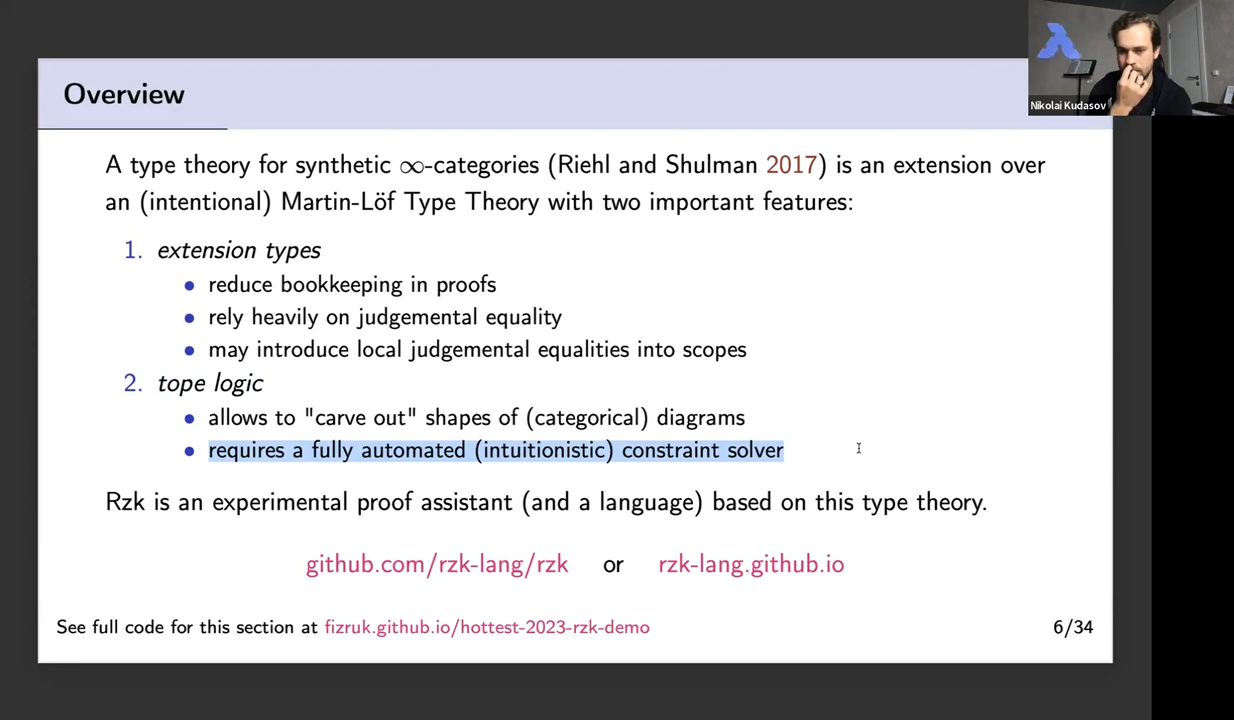 Overview
Nikolai Kudasov
A type theory for synthetic ∞-categories (Riehl and Shulman 2017) is an extension over
an (intentional) Martin-Löf Type Theory with two important features:
1. extension types
• reduce bookkeeping in proofs
• rely heavily on judgemental equality
• may introduce local judgemental equalities into scopes
2. tope logic
• allows to "carve out" shapes of (categorical) diagrams
• requires a fully automated (intuitionistic) constraint solver
Rzk is an experimental proof assistant (and a language) based on this type theory.
github.com/rzk-lang/rzk or rzk-lang.github.io
See full code for this section at fizruk.github.io/hottest-2023-rzk-demo 6/34